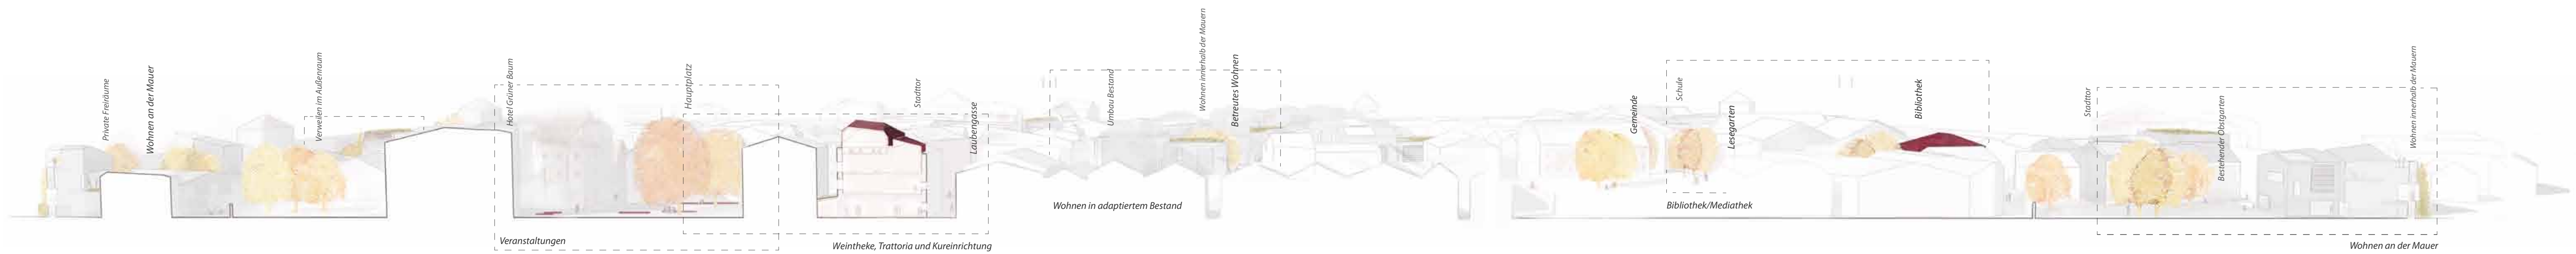 Private Freiräume
Wohnen an der Mauer
Verweilen im Außenraum
Hotel Grüner Baum
Hauptplatz
Stadttor
Laubengasse
Umbau Bestand
Wohnen innerhalb der Mauern
Betreutes Wohnen
Gemeinde
Schule
Lesegarten
Bibliothek
Stadttor
Bestehender Obstgarten
Wohnen innerhalb der Mauern
Veranstaltungen
Weintheke, Trattoria und Kureinrichtung
Wohnen in adaptiertem Bestand
Bibliothek/Mediathek
Wohnen an der Mauer